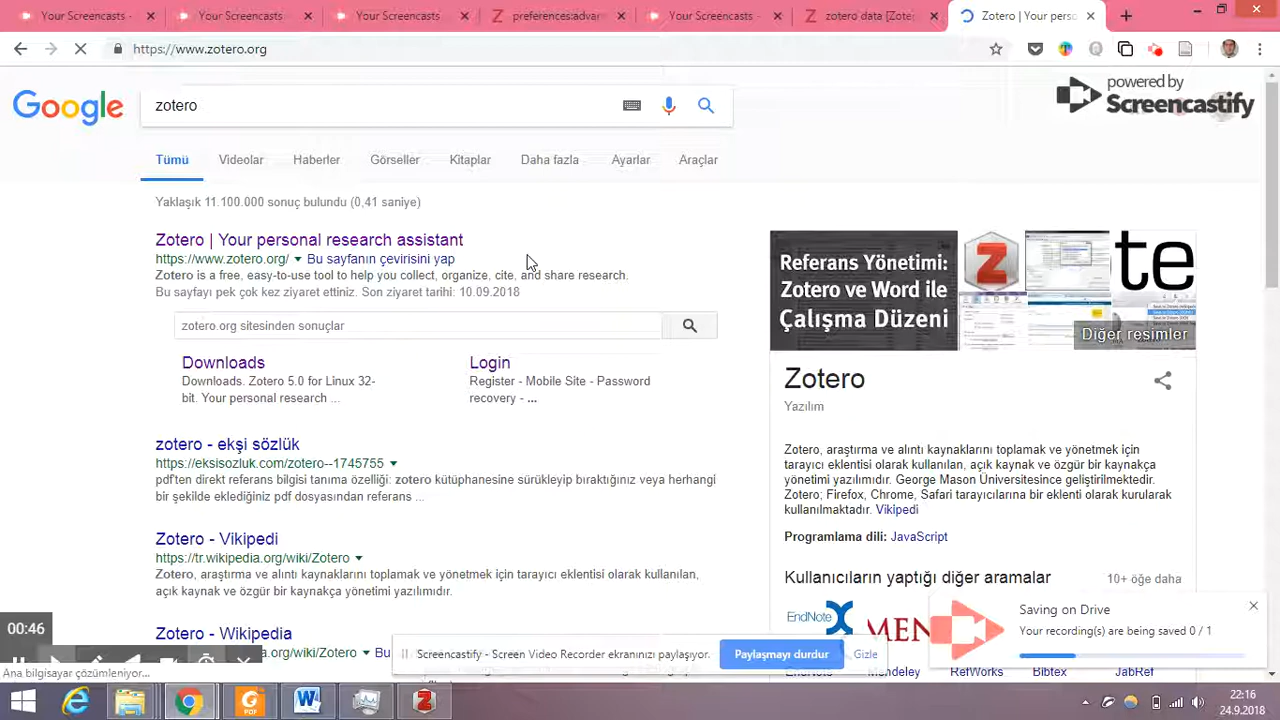 Your Screencasts -
Your Screencasts
Your Screencasts
preferences:advan
Your Screencasts -
zotero data [Zoter
Zotero | Your perso
https://www.zotero.org
powered by
Screencastify
Google
zotero
Tümü
Videolar
Haberler
Görseller
Kitaplar
Daha fazla
Ayarlar
Araçlar
Yaklaşık 11.100.000 sonuç bulundu (0,41 saniye)
Zotero | Your personal research assistant
https://www.zotero.org/ Bu sayfanın çevirisini yap
Zotero is a free, easy-to-use tool to help you collect, organize, cite, and share research.
Bu sayfayı pek çok kez ziyaret ettiniz. Son ziyaret tarihi: 10.09.2018
zotero.org sitesinden sonuçlar
Downloads
Downloads. Zotero 5.0 for Linux 32-
bit. Your personal research ...
Login
Register - Mobile Site - Password
recovery - ...
zotero - ekşi sözlük
https://eksisozluk.com/zotero--1745755
pdf'ten direkt referans bilgisi tanıma özelliği: zotero kütüphanesine sürükleyip bıraktığınız veya herhangi
bir şekilde eklediğiniz pdf dosyasından referans ...
Zotero - Vikipedi
https://tr.wikipedia.org/wiki/Zotero
Zotero, araştırma ve alıntı kaynaklarını toplamak ve yönetmek için tarayıcı eklentisi olarak kullanılan,
açık kaynak ve özgür bir kaynakça yönetimi yazılımıdır.
Zotero - Wikipedia
ia.org/wiki/Zotero Bu
Referans Yönetimi:
Zotero ve Word ile
Çalışma Düzeni
Z
te
Diğer resimler
Zotero
Yazılım
Zotero, araştırma ve alıntı kaynaklarını toplamak ve yönetmek için
tarayıcı eklentisi olarak kullanılan, açık kaynak ve özgür bir kaynakça
yönetimi yazılımıdır. George Mason Üniversitesince geliştirilmektedir.
Zotero; Firefox, Chrome, Safari tarayıcılarına bir eklenti olarak kurularak
kullanılmaktadır. Vikipedi
Programlama dili: JavaScript
Kullanıcıların yaptığı diğer aramalar
10+ öğe daha
EndNote
MEN
EndNote
Mendeley
RefWorks
Bibtex
JabRef
Saving on Drive
Your recording(s) are being saved 0 / 1
00:46
Screencastify - Screen Video Recorder ekranınızı paylaşıyor.
Paylaşmayı durdur
Gizle
Ana bilgisayar çözümleniyor...
22:16
24.9.2018